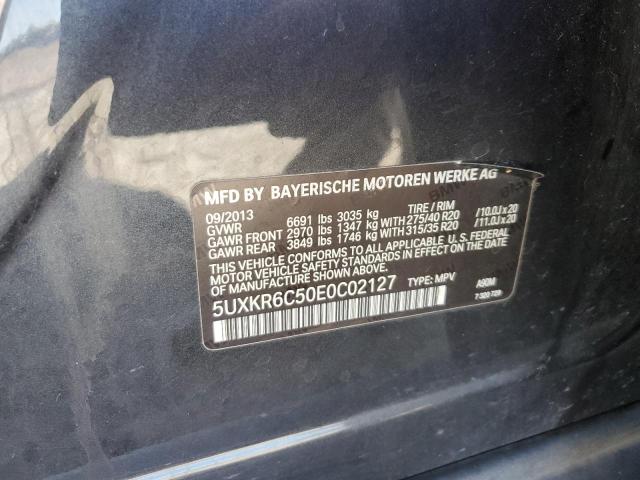 MFD BY BAYERISCHE MOTOREN WERKE AG
09/2013 TIRE / RIM
GVWR 6691 lbs 3035 kg
GAWR FRONT 2970 lbs 1347 kg WITH 275/40 R20 /10.0J x 20
GAWR REAR 3849 lbs 1746 kg WITH 315/35 R20 /11.0J x 20
THIS VEHICLE CONFORMS TO ALL APPLICABLE U.S. FEDERAL
MOTOR VEHICLE SAFETY STANDARDS IN EFFECT ON THE
DATE OF MANUFACTURE SHOWN ABOVE.
5UXKR6C50E0C02127 TYPE: MPV A90M